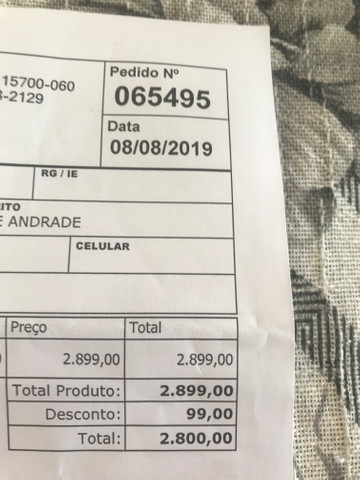 15700-060
-2129
Pedido Nº
065495
Data
08/08/2019
RG / IE
ITO
E ANDRADE
CELULAR
Preço Total
2.899,00 2.899,00
Total Produto: 2.899,00
Desconto: 99,00
Total: 2.800,00